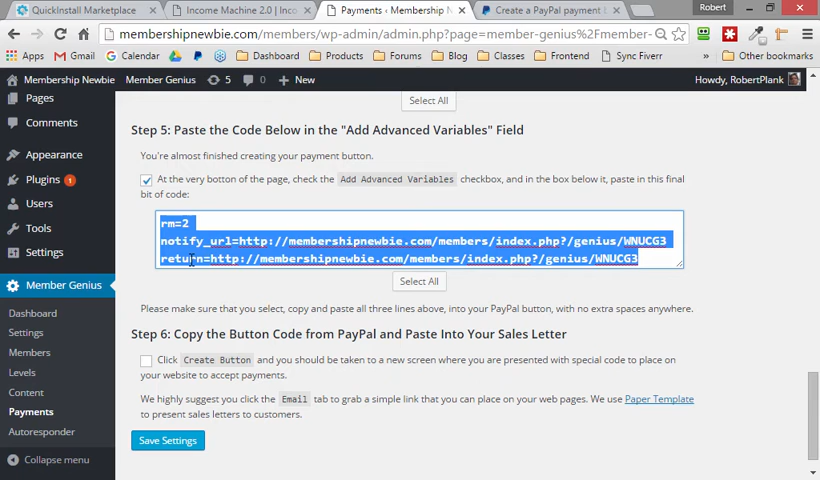 QuickInstall Marketplace
Income Machine 2.0 | Inco
Payments ‹ Membership N
Create a PayPal payment b
Robert
membershipnewbie.com/members/wp-admin/admin.php?page=member-genius%2Fmember-
Gmail
Calendar
Dashboard
Products
Forums
Blog
Classes
Frontend
Sync Fiverr
»
Other bookmarks
Membership Newbie
Member Genius
5
0
New
Howdy, RobertPlank
Pages
Comments
Appearance
Plugins 1
Users
Tools
Settings
Member Genius
Dashboard
Settings
Members
Levels
Content
Payments
Autoresponder
Collapse menu
Select All
Step 5: Paste the Code Below in the "Add Advanced Variables" Field
You're almost finished creating your payment button.
At the very botton of the page, check the Add Advanced Variables checkbox, and in the box below it, paste in this final
bit of code:
rm=2
notify_url=http://membershipnewbie.com/members/index.php?/genius/WNUCG3
return=http://membershipnewbie.com/members/index.php?/genius/WNUCG3
Select All
Please make sure that you select, copy and paste all three lines above, into your PayPal button, with no extra spaces anywhere.
Step 6: Copy the Button Code from PayPal and Paste Into Your Sales Letter
Click Create Button and you should be taken to a new screen where you are presented with special code to place on
your website to accept payments.
We highly suggest you click the Email tab to grab a simple link that you can place on your web pages. We use Paper Template
to present sales letters to customers.
Save Settings